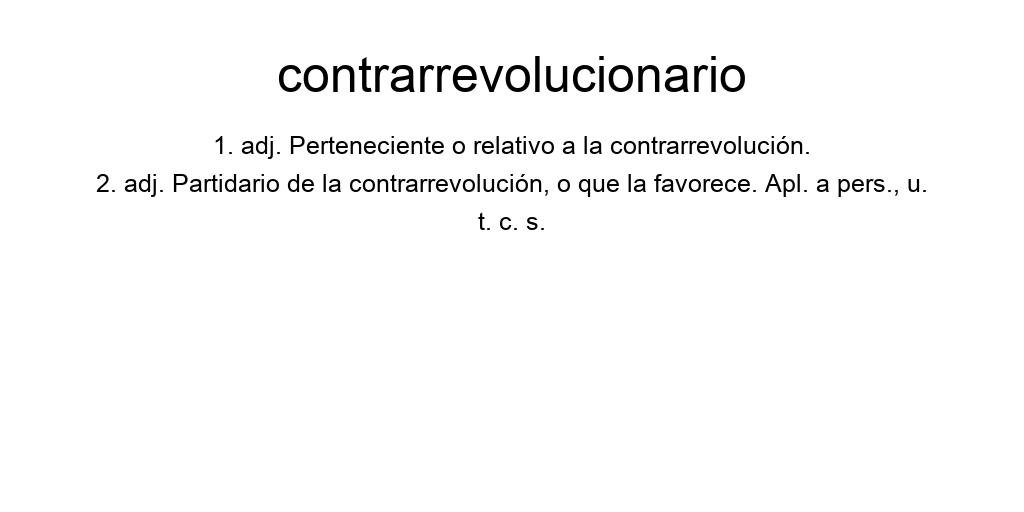 contrarrevolucionario
1. adj. Perteneciente o relativo a la contrarrevolución.
2. adj. Partidario de la contrarrevolución, o que la favorece. Apl. a pers., u.
t. c. s.